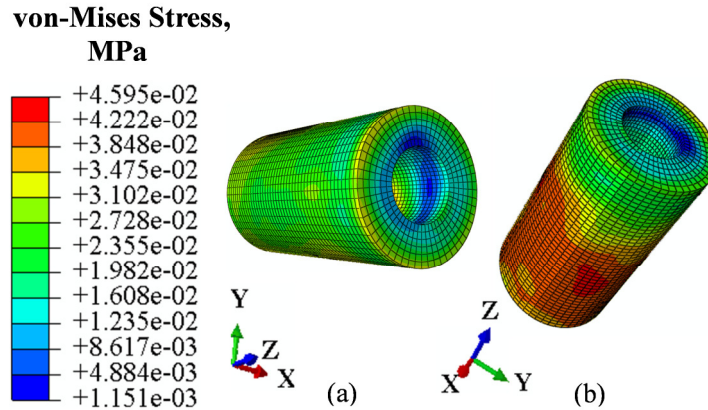 von-Mises Stress,
MPa
+4.595e-02
+4.222e-02
+3.848e-02
+3.475e-02
+3.102e-02
+2.728e-02
+2.355e-02
+1.982e-02
+1.608e-02
+1.235e-02
+8.617e-03
+4.884e-03
+1.151e-03
Y
Z
X
(a)
Z
X
Y
(b)